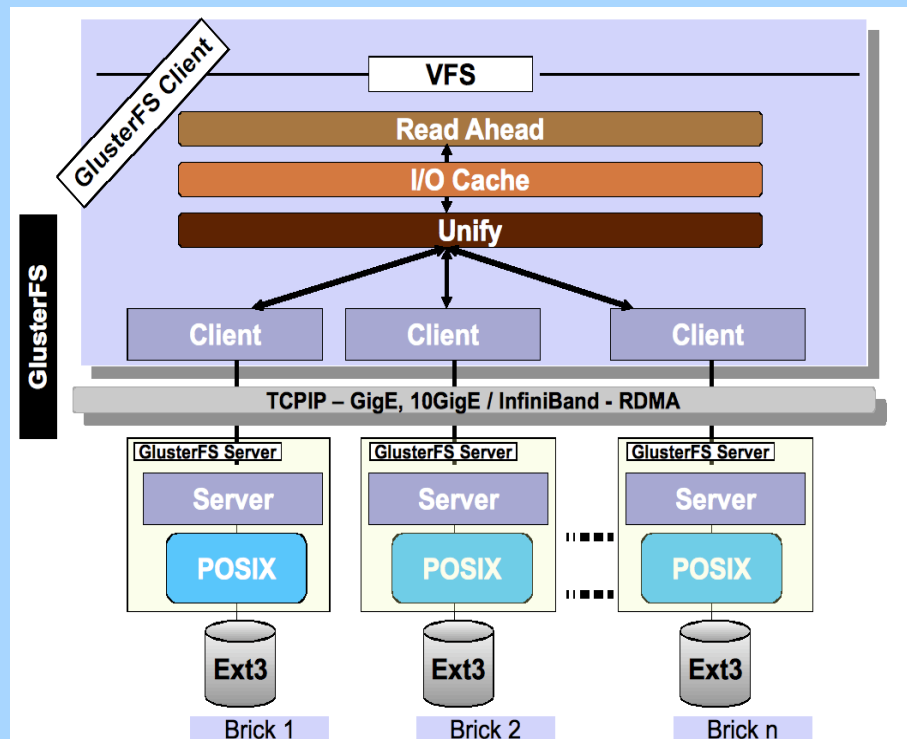 GlusterFS Client
VFS
Read Ahead
I/O Cache
Unify
GlusterFS
Client Client Client
TCPIP – GigE, 10GigE / InfiniBand - RDMA
GlusterFS Server GlusterFS Server GlusterFS Server
Server Server Server
POSIX POSIX POSIX
Ext3 Ext3 Ext3
Brick 1 Brick 2 Brick n